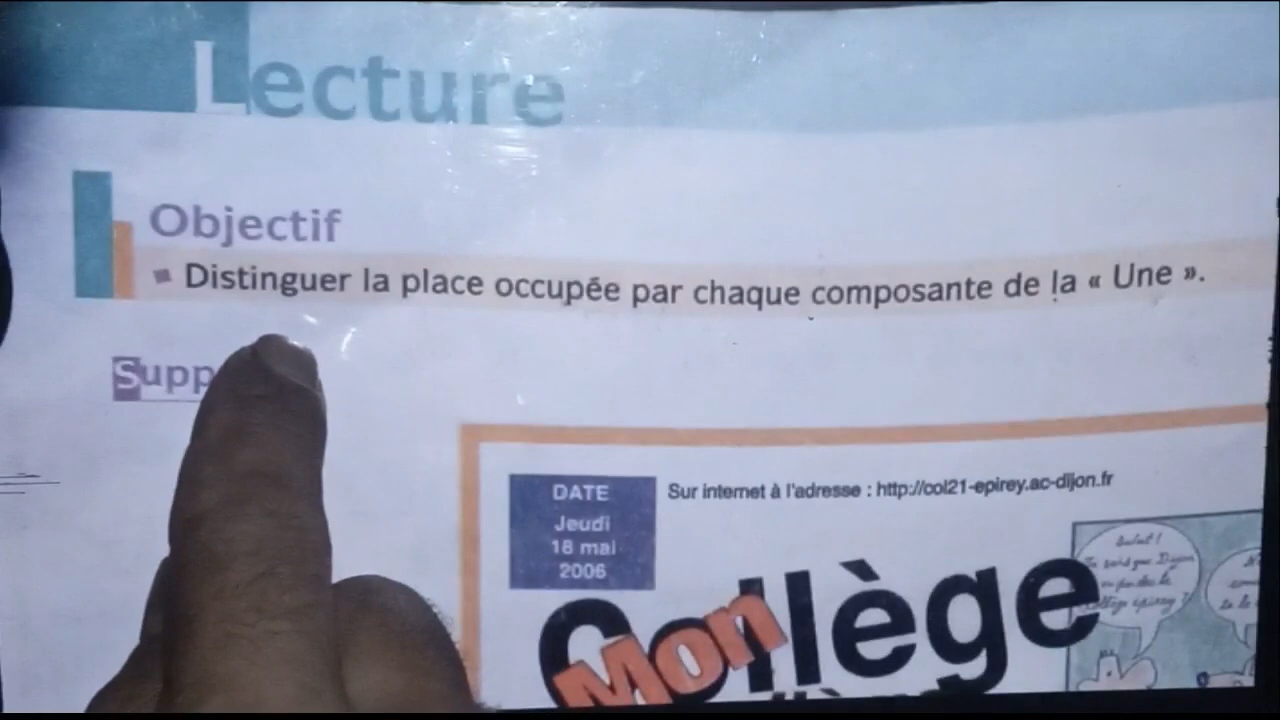 Lecture
Objectif
Distinguer la place occupée par chaque composante de la « Une ».
DATE
Jeudi
18 mai
2006
Sur internet à l'adresse : http://col21-epirey.ac-dijon.fr
Mon
Collège
Salut !